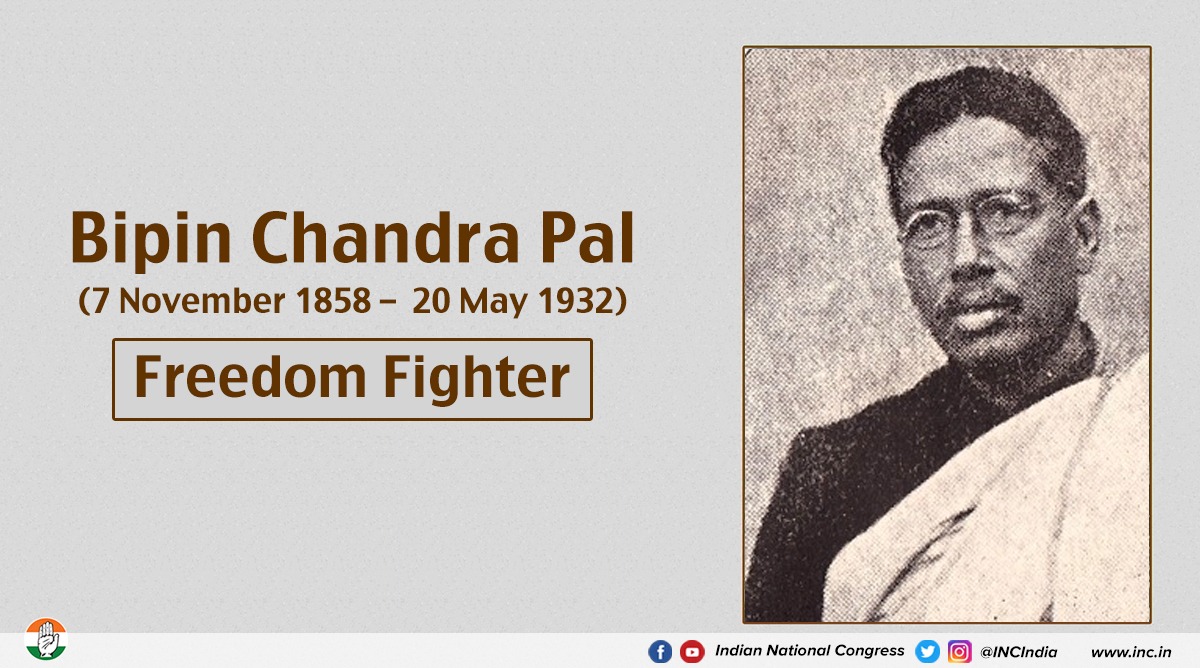 Bipin Chandra Pal
(7 November 1858 – 20 May 1932)
Freedom Fighter
Indian National Congress @INCIndia www.inc.in